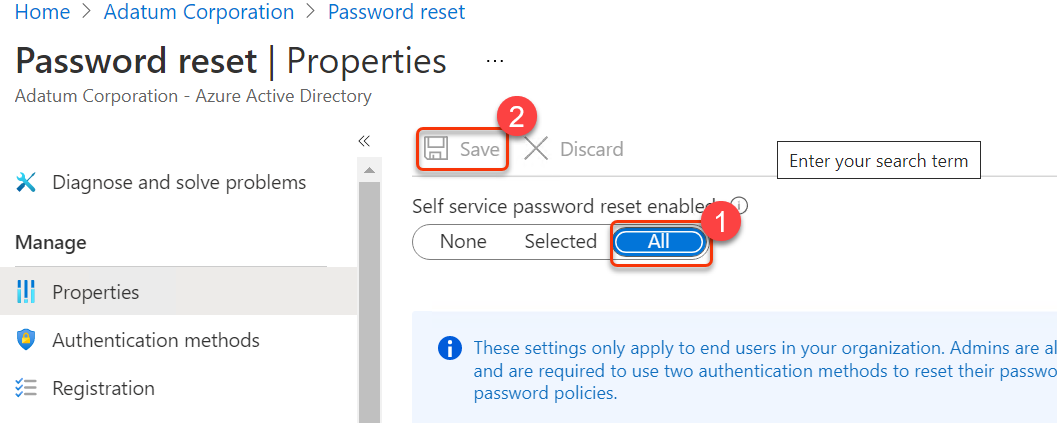 Home > Adatum Corporation > Password reset
Password reset | Properties ...
Adatum Corporation - Azure Active Directory
«
Diagnose and solve problems
Manage
Properties
Authentication methods
Registration
2
Save
Discard
Enter your search term
Self service password reset enabled
1
None Selected All
These settings only apply to end users in your organization. Admins are al
and are required to use two authentication methods to reset their passwo
password policies.